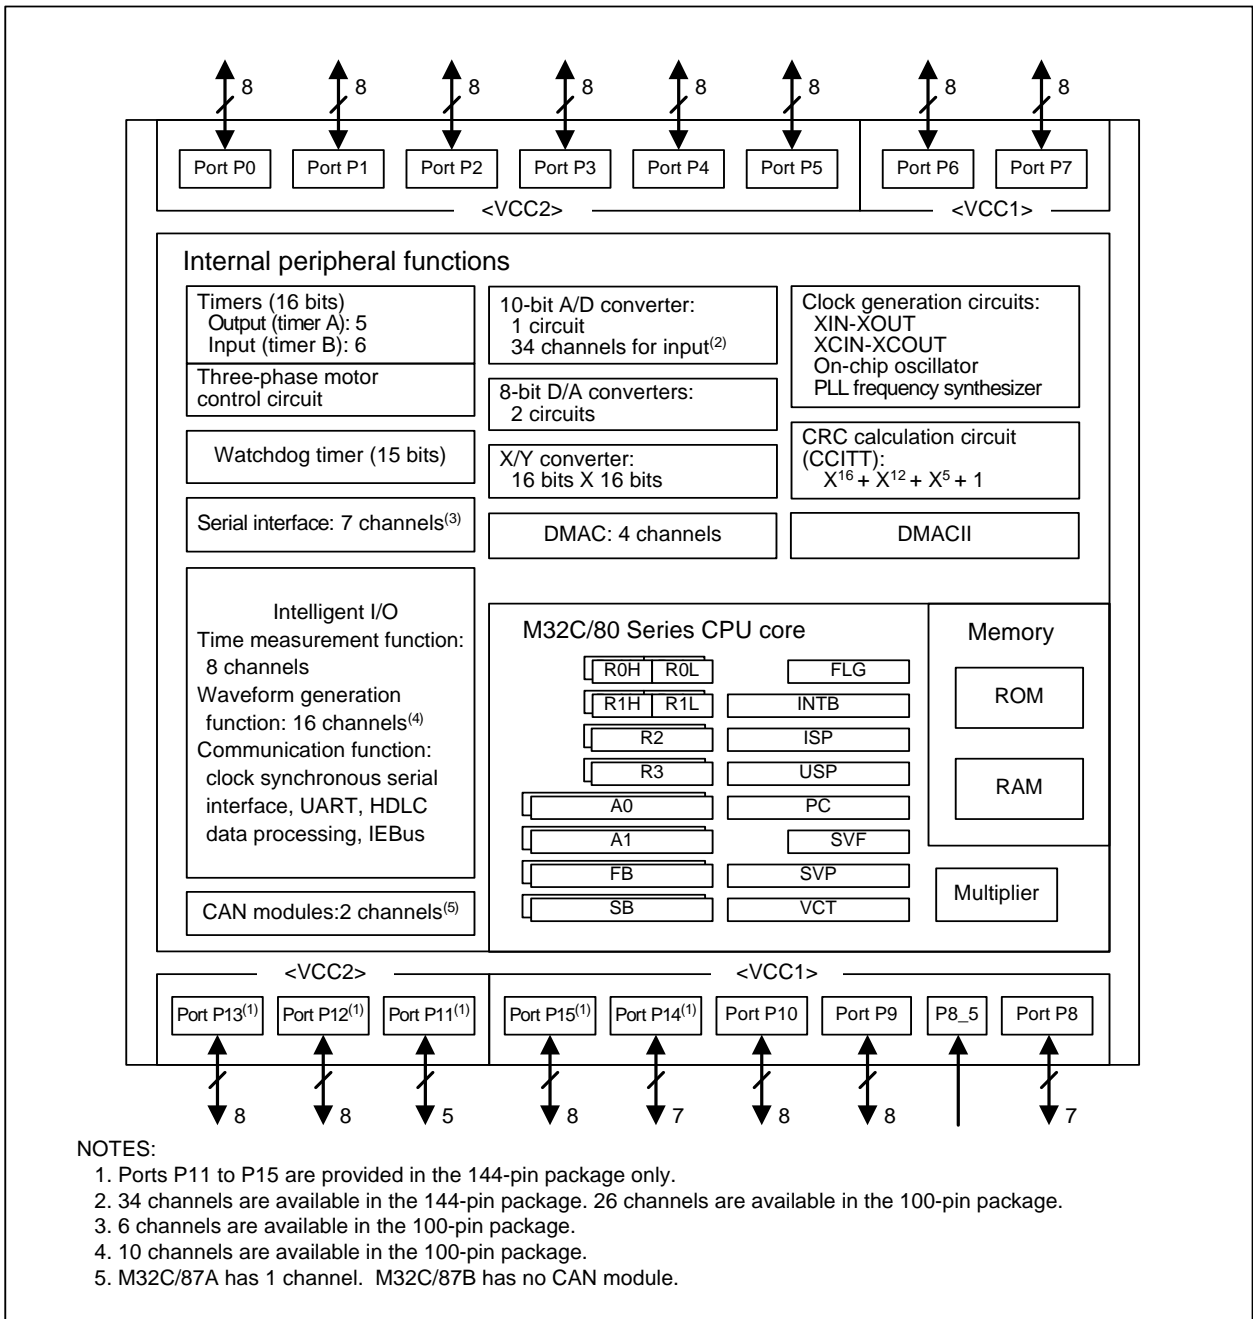 8 8 8 8 8 8 8 8
Port P0 Port P1 Port P2 Port P3 Port P4 Port P5 Port P6 Port P7
<VCC2> <VCC1>
Internal peripheral functions
Timers (16 bits)
Output (timer A): 5
Input (timer B): 6
Three-phase motor
control circuit
Watchdog timer (15 bits)
Serial interface: 7 channels(3)
Intelligent I/O
Time measurement function:
8 channels
Waveform generation
function: 16 channels(4)
Communication function:
clock synchronous serial
interface, UART, HDLC
data processing, IEBus
CAN modules:2 channels(5)
10-bit A/D converter:
1 circuit
34 channels for input(2)
8-bit D/A converters:
2 circuits
X/Y converter:
16 bits X 16 bits
DMAC: 4 channels
Clock generation circuits:
XIN-XOUT
XCIN-XCOUT
On-chip oscillator
PLL frequency synthesizer
CRC calculation circuit
(CCITT):
X16 + X12 + X5 + 1
DMACII
M32C/80 Series CPU core
R0H R0L FLG
R1H R1L INTB
R2 ISP
R3 USP
A0 PC
A1 SVF
FB SVP
SB VCT
Memory
ROM
RAM
Multiplier
<VCC2> <VCC1>
Port P13(1) Port P12(1) Port P11(1) Port P15(1) Port P14(1) Port P10 Port P9 P8_5 Port P8
8 8 5 8 7 8 8 7
NOTES:
1. Ports P11 to P15 are provided in the 144-pin package only.
2. 34 channels are available in the 144-pin package. 26 channels are available in the 100-pin package.
3. 6 channels are available in the 100-pin package.
4. 10 channels are available in the 100-pin package.
5. M32C/87A has 1 channel. M32C/87B has no CAN module.